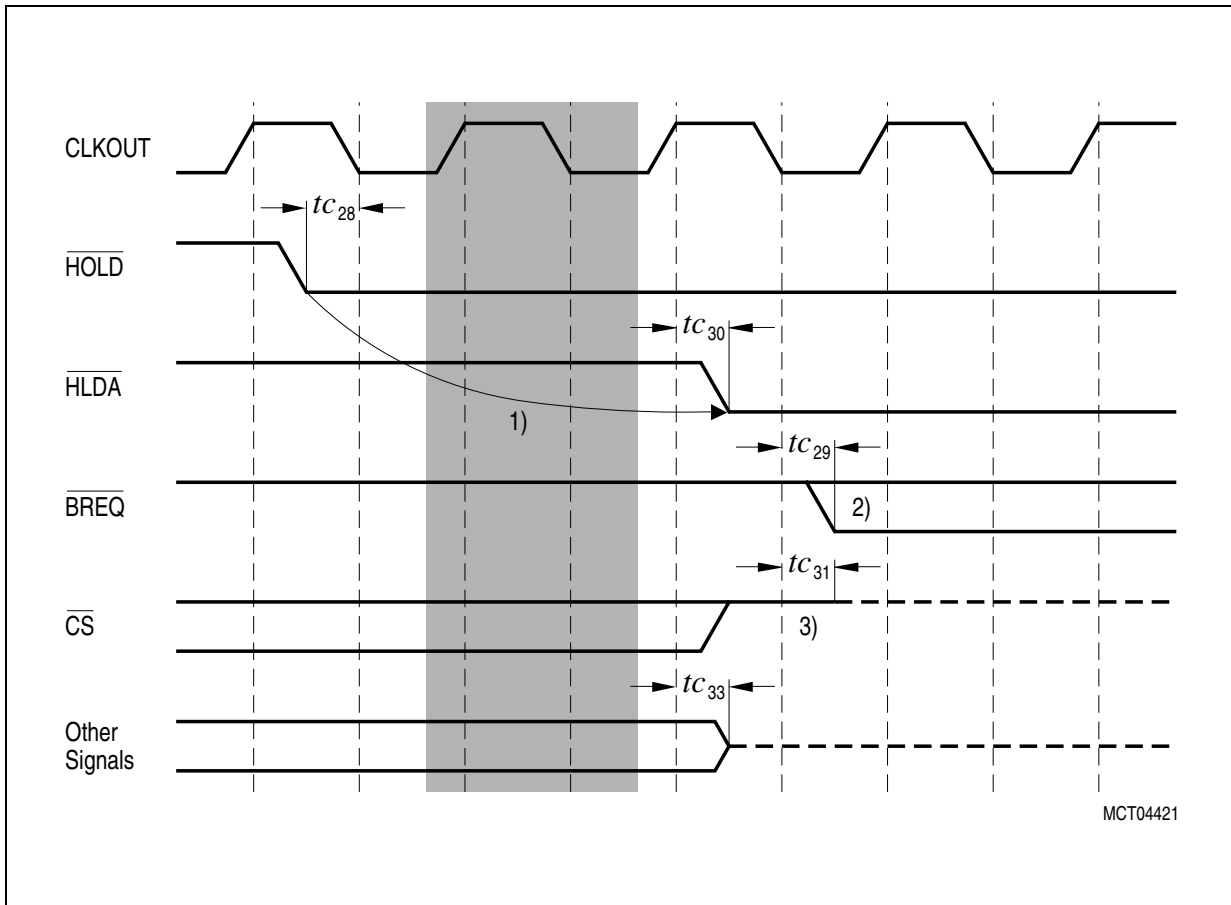 CLKOUT
tc28
HOLD
tc30
HLDA
1)
tc29
BREQ
2)
tc31
CS
3)
tc33
Other
Signals
MCT04421